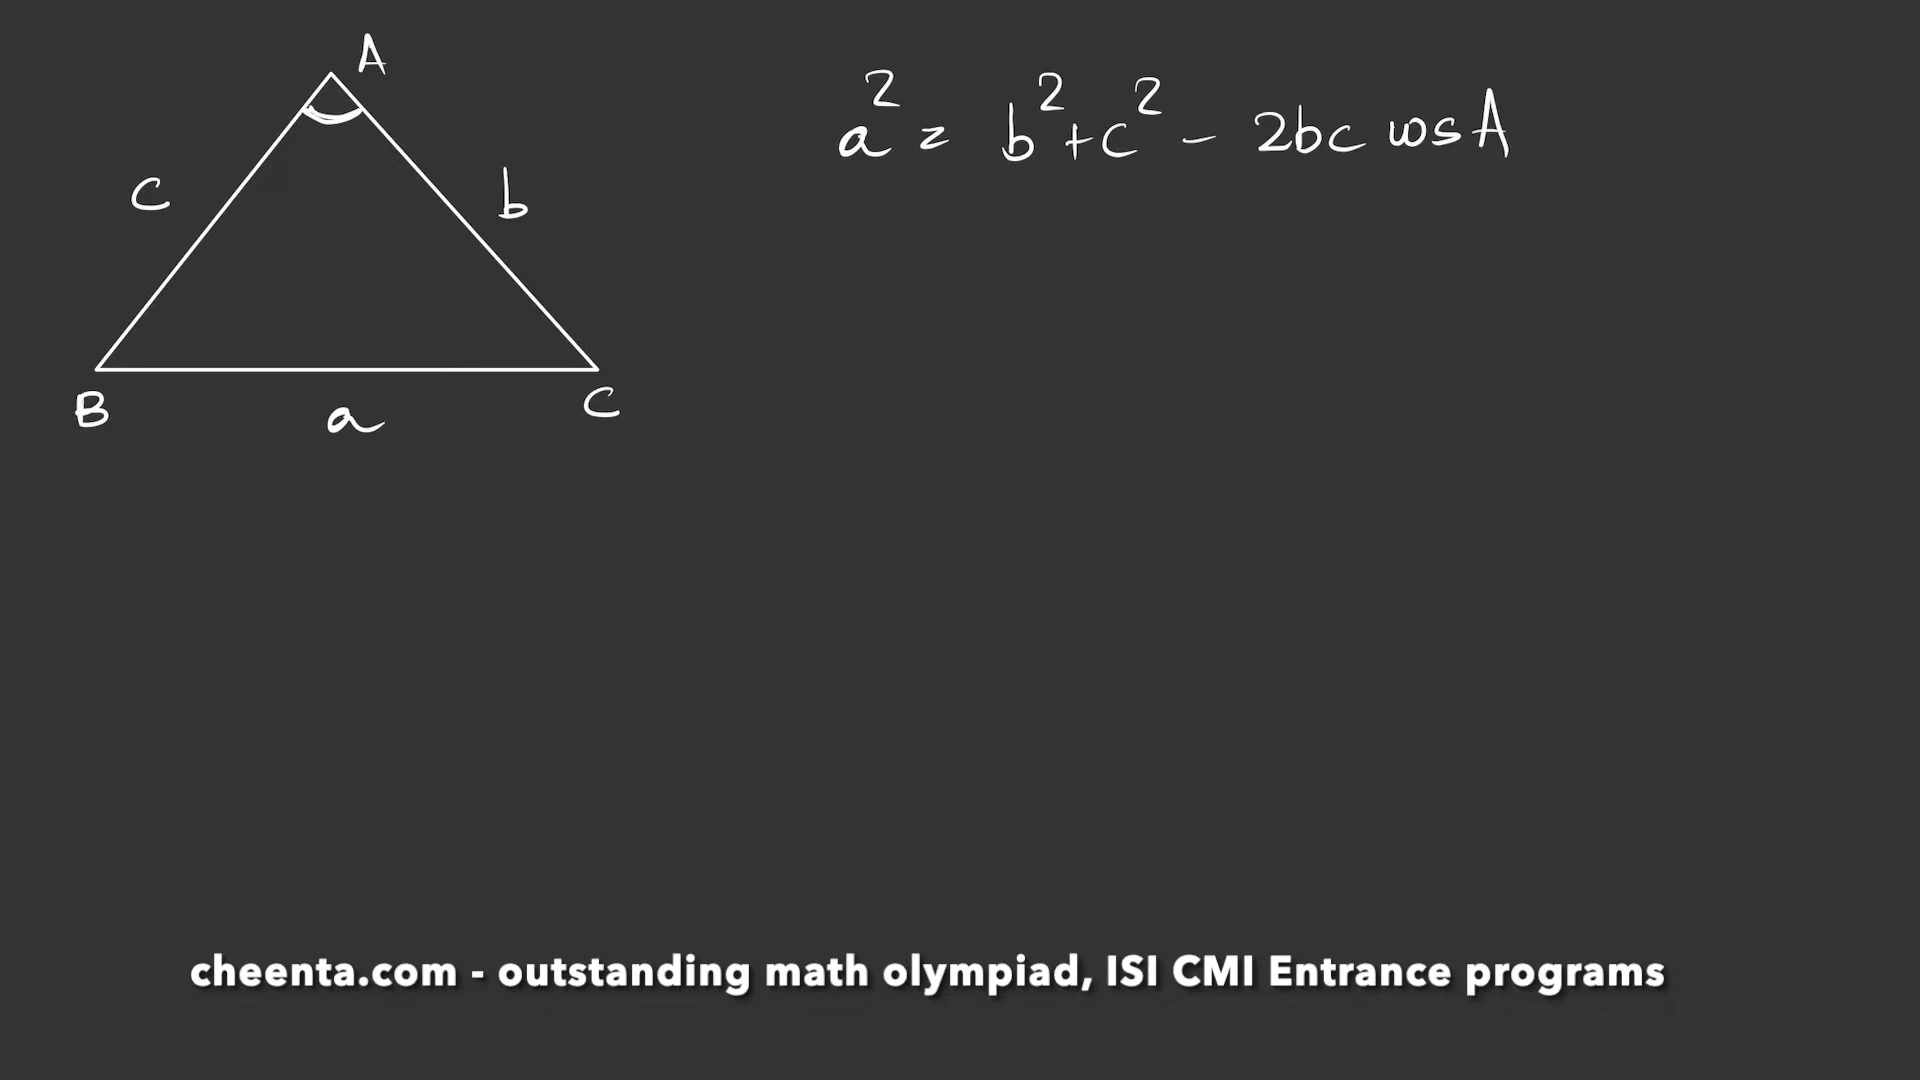 A
a² = b² + c² - 2bc cos A
c
b
B
a
C
cheenta.com - outstanding math olympiad, ISI CMI Entrance programs